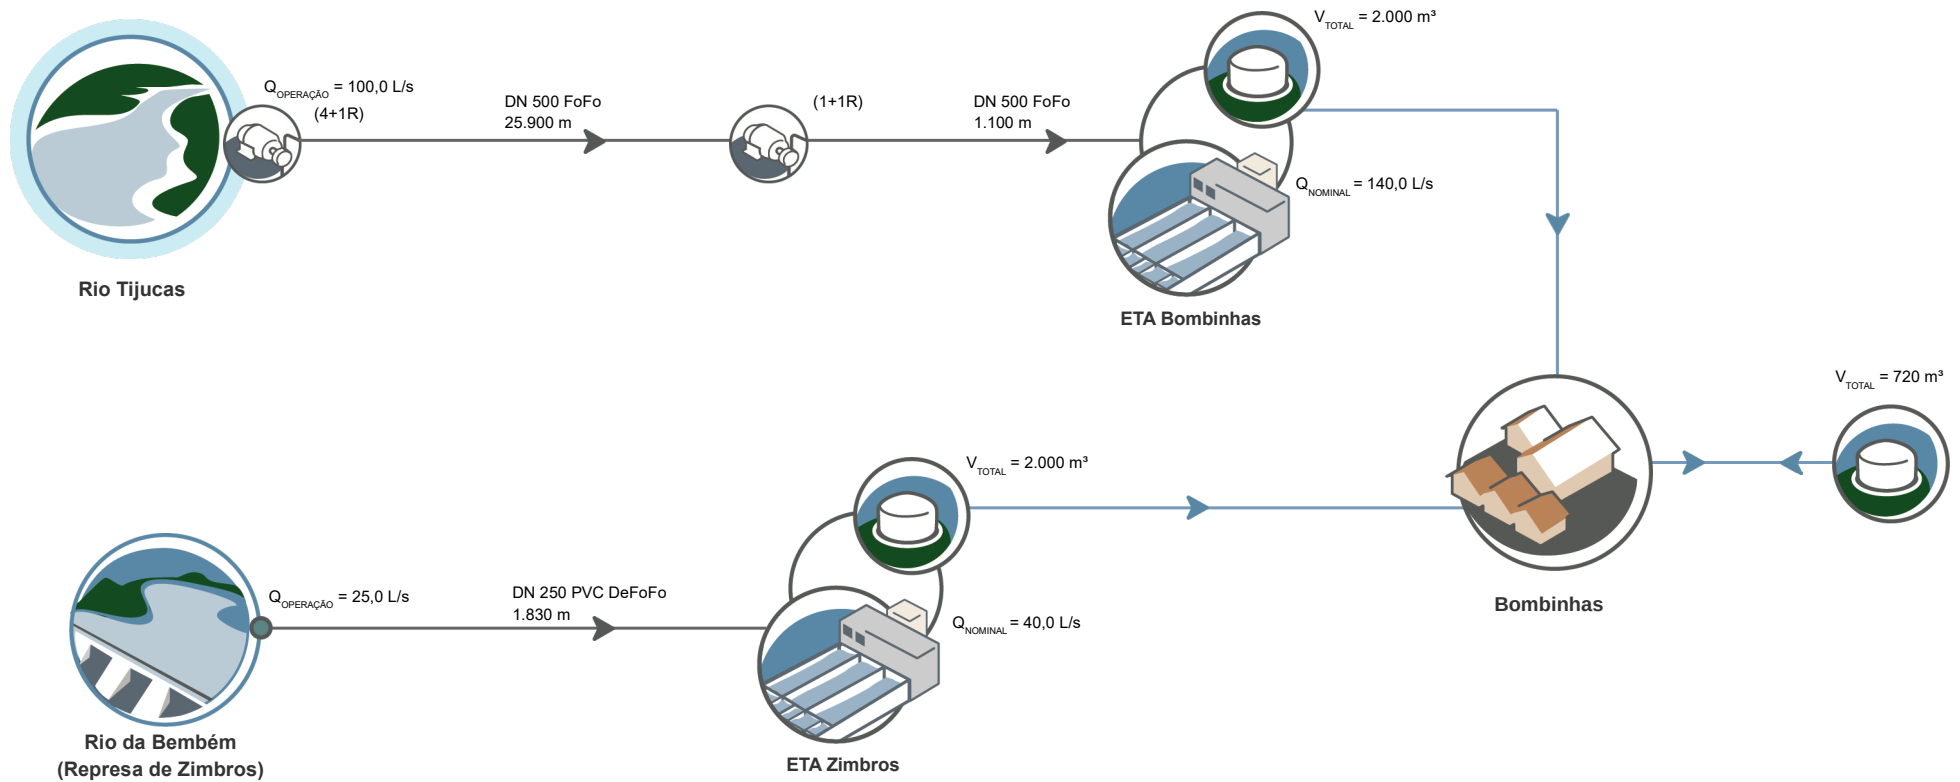 V_TOTAL = 2.000 m³
Q_OPERAÇÃO = 100,0 L/s
(4+1R)
DN 500 FoFo
25.900 m
(1+1R)
DN 500 FoFo
1.100 m
Q_NOMINAL = 140,0 L/s
Rio Tijucas
ETA Bombinhas
V_TOTAL = 720 m³
V_TOTAL = 2.000 m³
Q_OPERAÇÃO = 25,0 L/s
DN 250 PVC DeFoFo
1.830 m
Q_NOMINAL = 40,0 L/s
Bombinhas
Rio da Bembém
(Represa de Zimbros)
ETA Zimbros